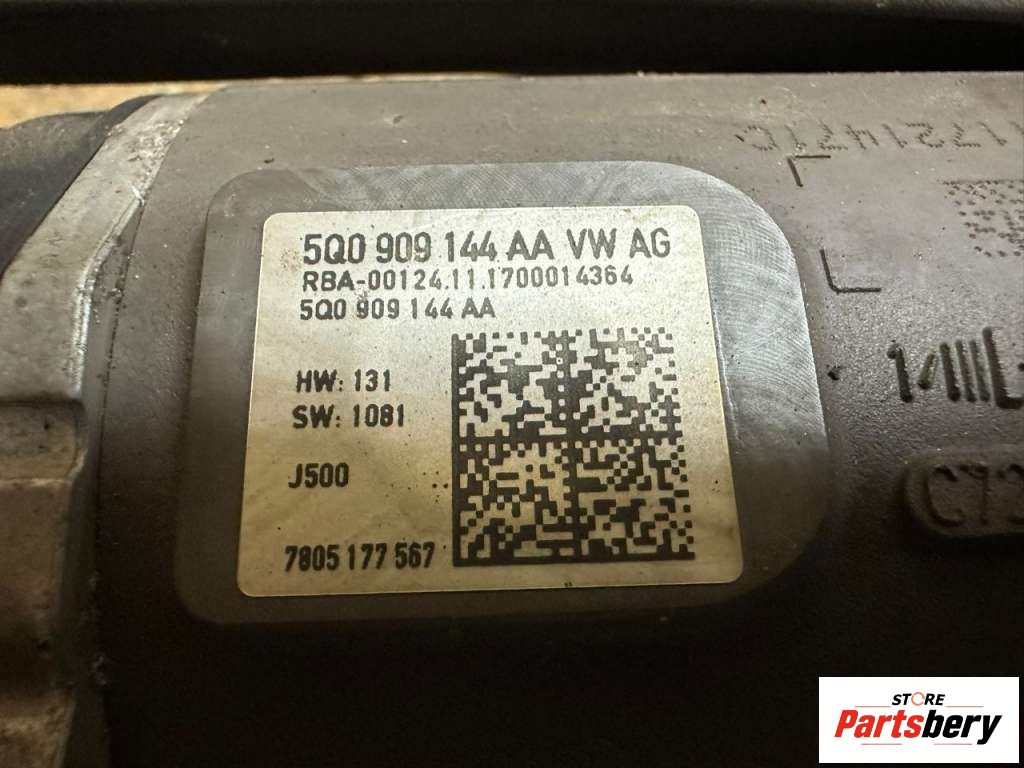 5Q0 909 144 AA VW AG
RBA-00124.11.1700014364
5Q0 909 144 AA
HW: 131
SW: 1081
J500
7805 177 567
STORE
Partsbery